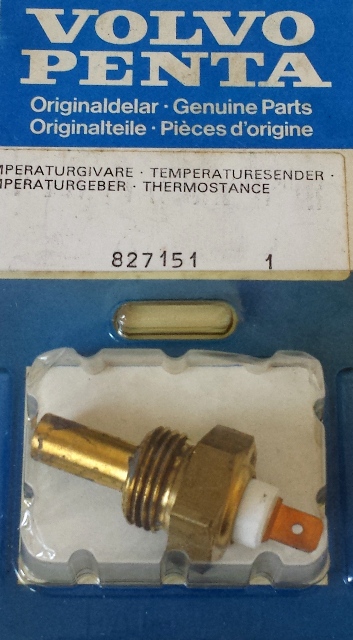 VOLVO
PENTA
Originaldelar · Genuine Parts
Originalteile · Pièces d'origine
MPERATURGIVARE · TEMPERATURESENDER ·
MPERATURGEBER · THERMOSTANCE
827151 1